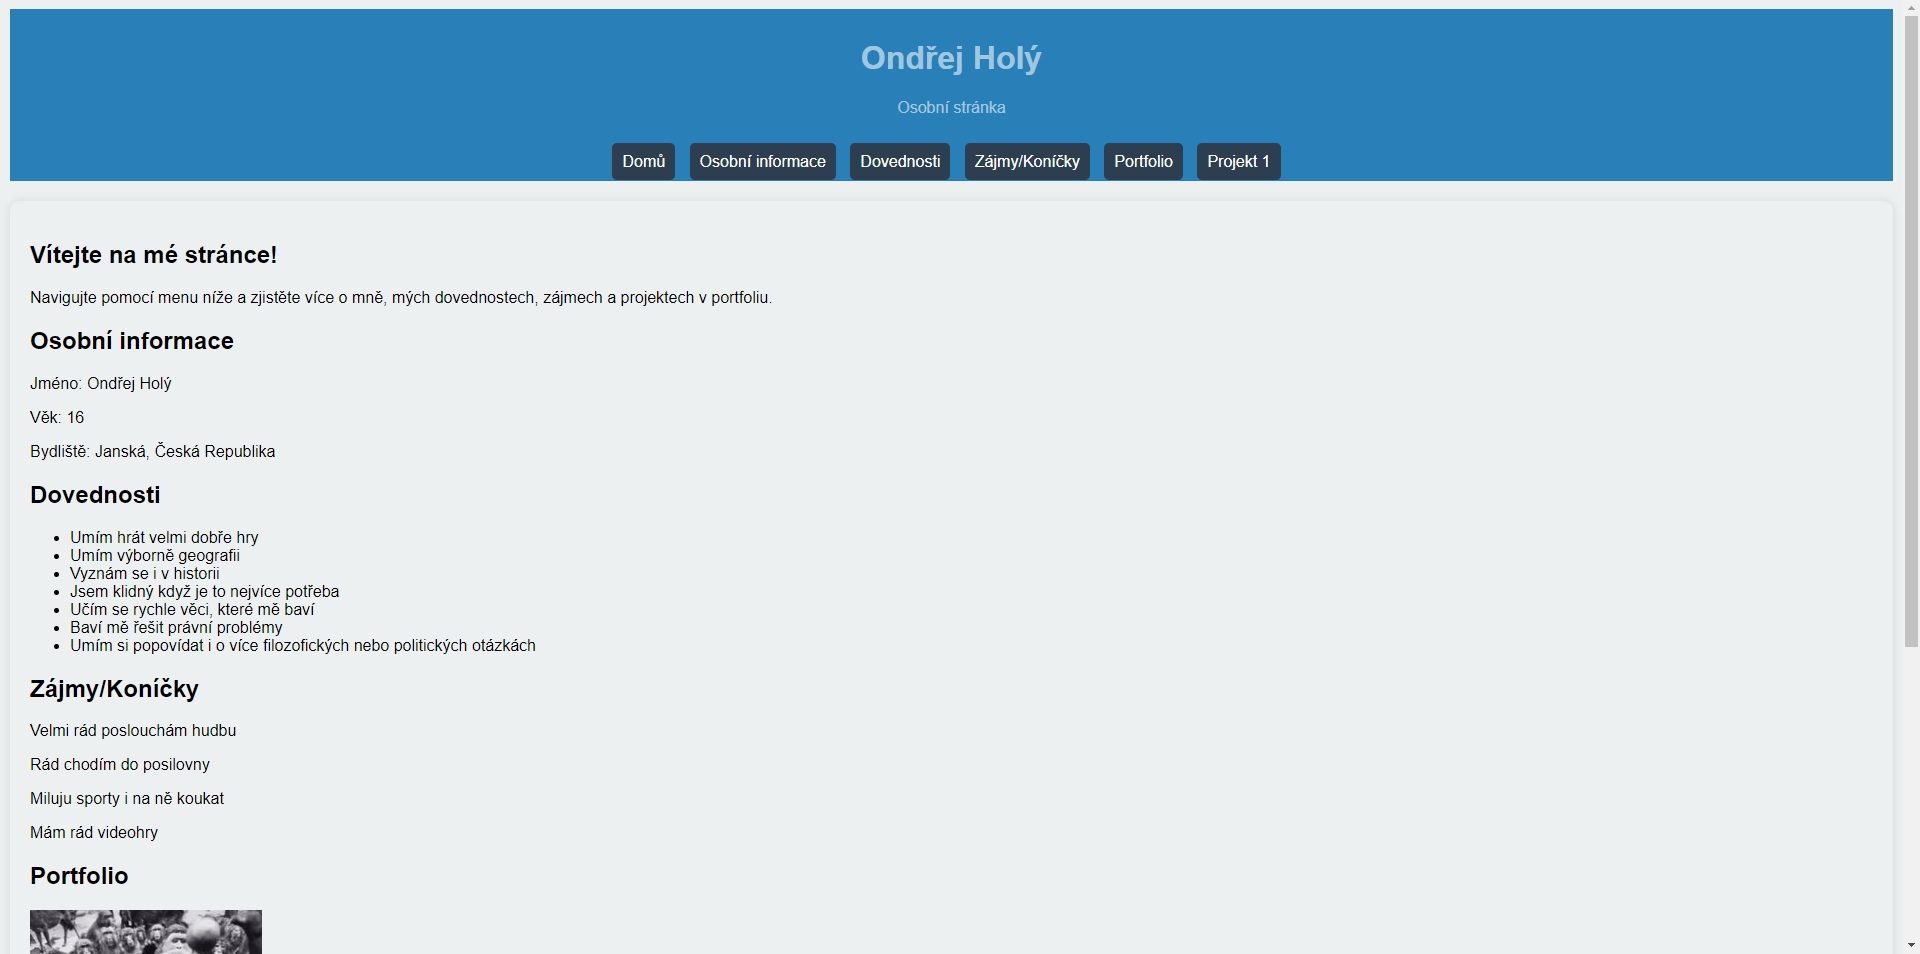 Ondřej Holý
Osobní stránka
Domů Osobní informace Dovednosti Zájmy/Koníčky Portfolio Projekt 1
Vítejte na mé stránce!
Navigujte pomocí menu níže a zjistěte více o mně, mých dovednostech, zájmech a projektech v portfoliu.
Osobní informace
Jméno: Ondřej Holý
Věk: 16
Bydliště: Janská, Česká Republika
Dovednosti
Umím hrát velmi dobře hry
Umím výborně geografii
Vyznám se i v historii
Jsem klidný když je to nejvíce potřeba
Učím se rychle věci, které mě baví
Baví mě řešit právní problémy
Umím si popovídat i o více filozofických nebo politických otázkách
Zájmy/Koníčky
Velmi rád poslouchám hudbu
Rád chodím do posilovny
Miluju sporty i na ně koukat
Mám rád videohry
Portfolio